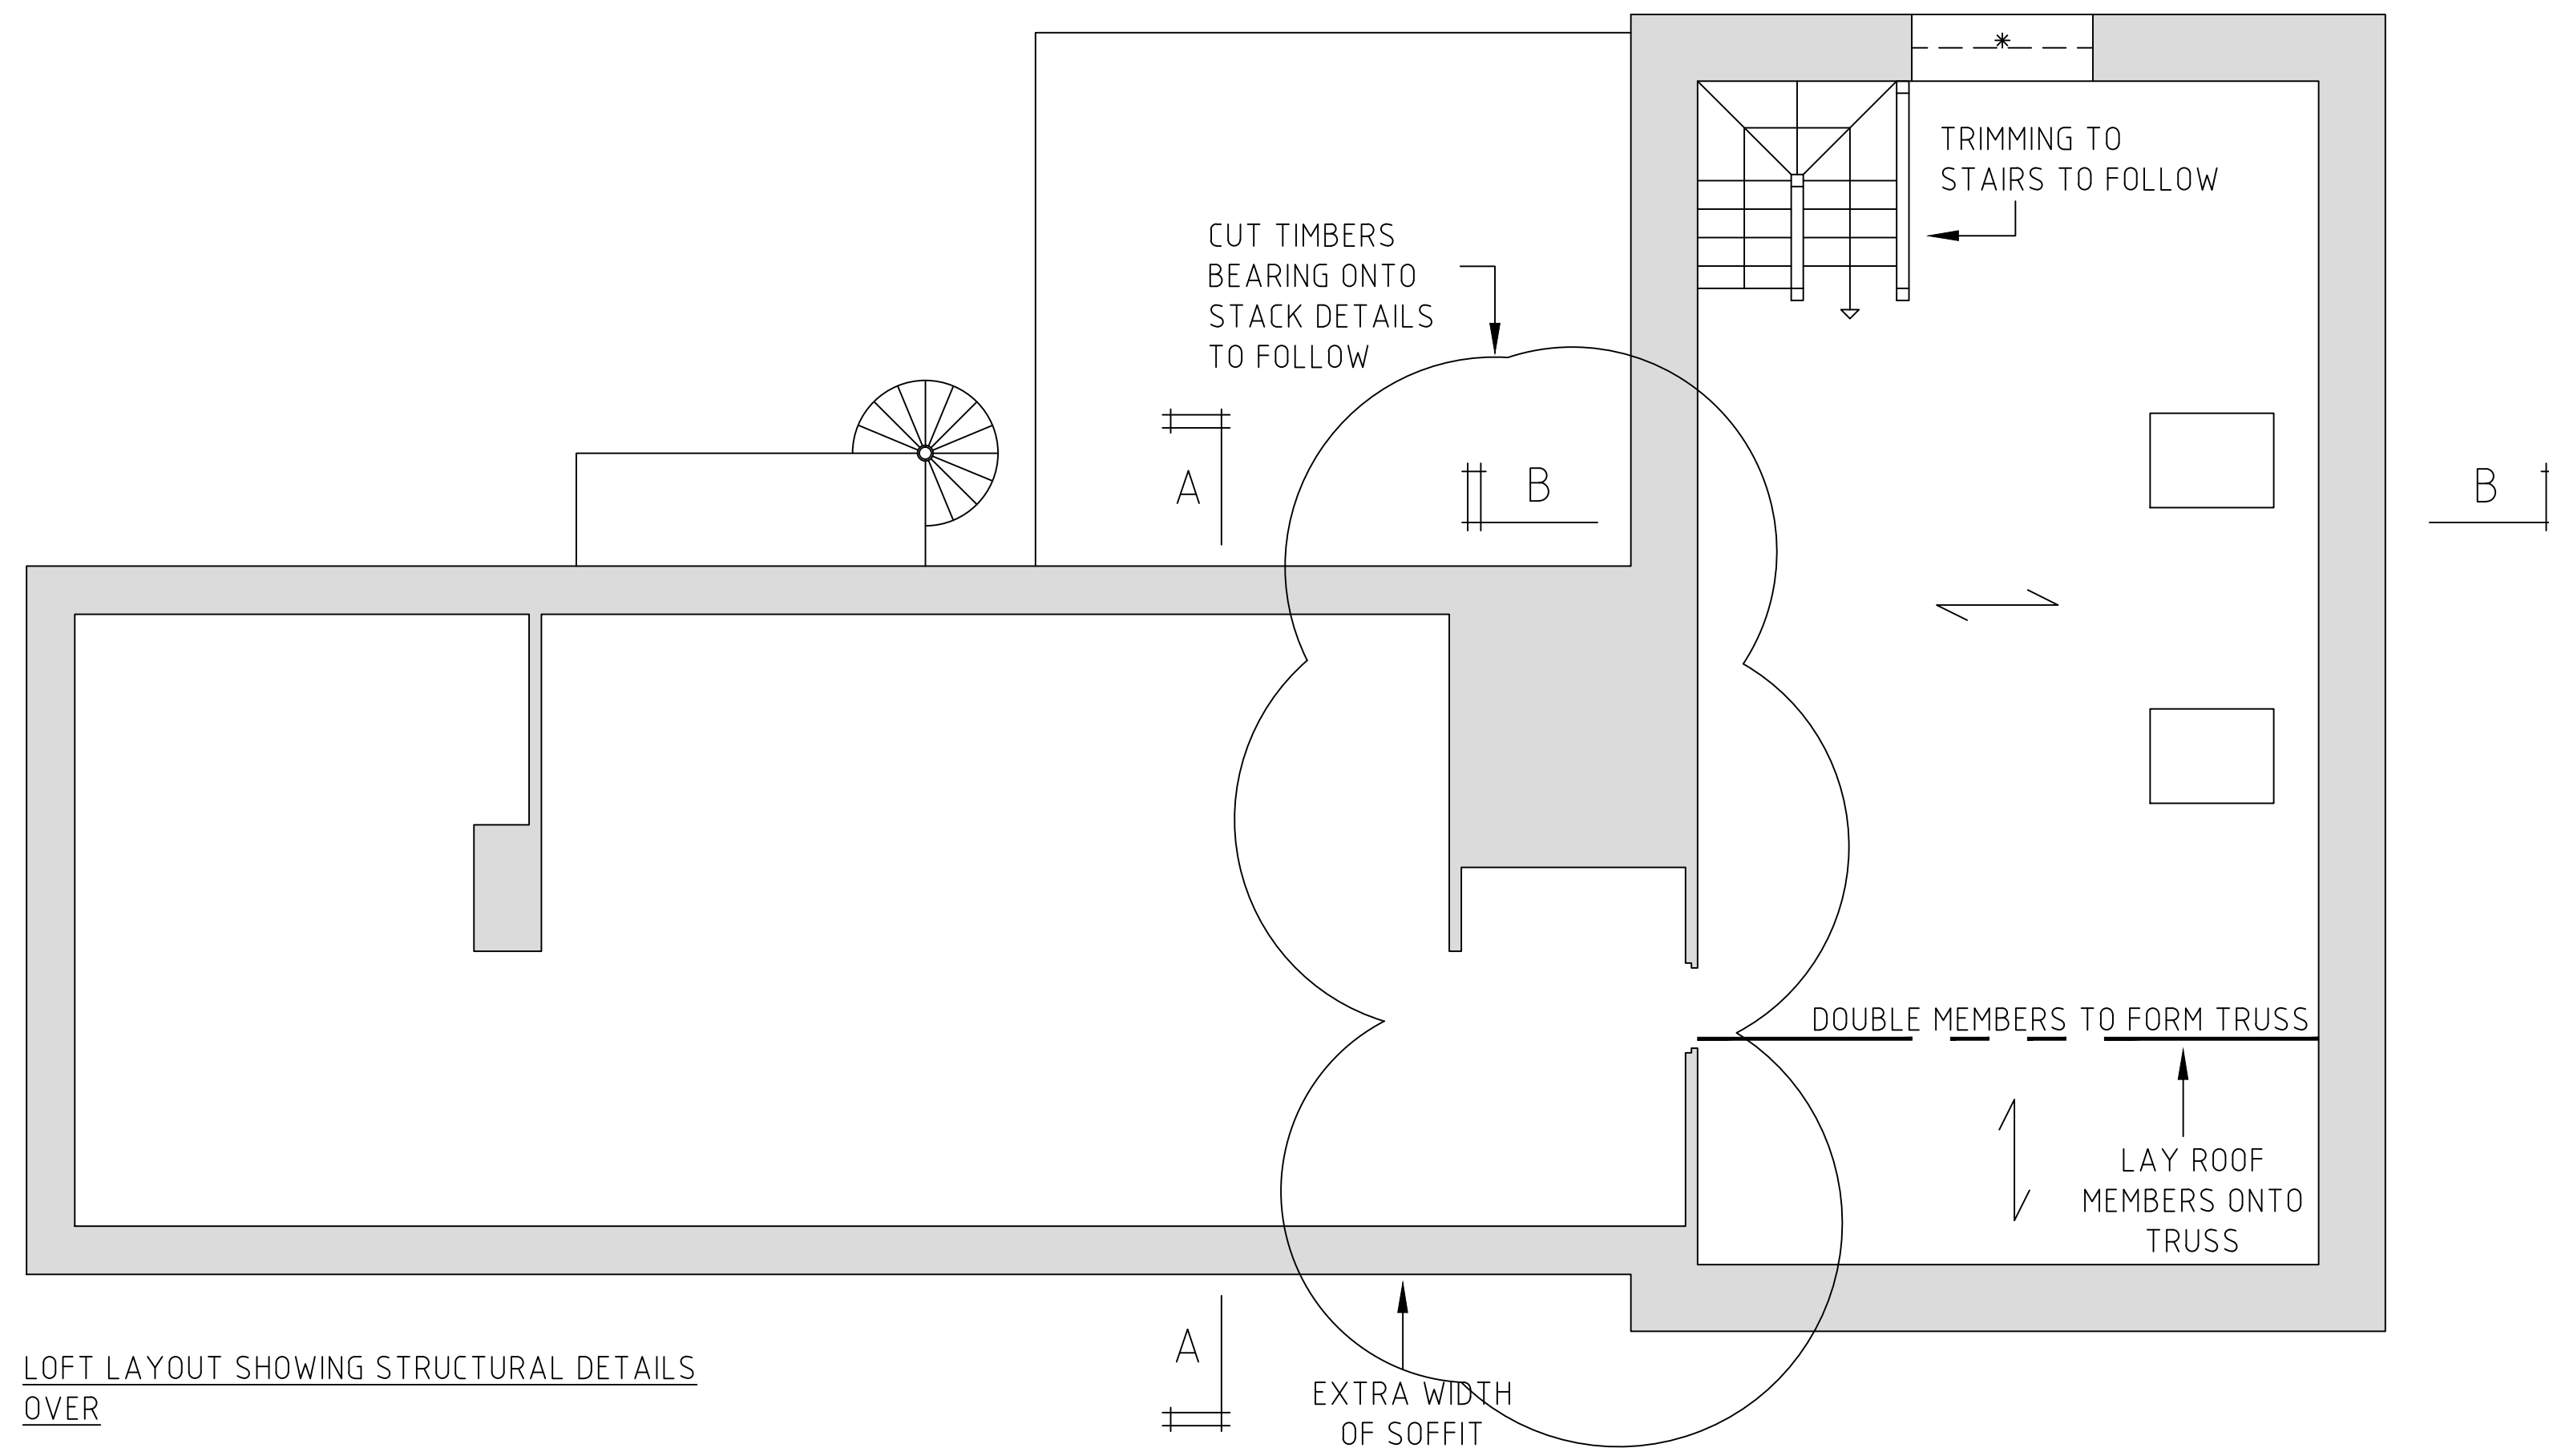 TRIMMING TO
STAIRS TO FOLLOW
CUT TIMBERS
BEARING ONTO
STACK DETAILS
TO FOLLOW
A
B
B
DOUBLE MEMBERS TO FORM TRUSS
LAY ROOF
MEMBERS ONTO
TRUSS
A
EXTRA WIDTH
OF SOFFIT
LOFT LAYOUT SHOWING STRUCTURAL DETAILS
OVER